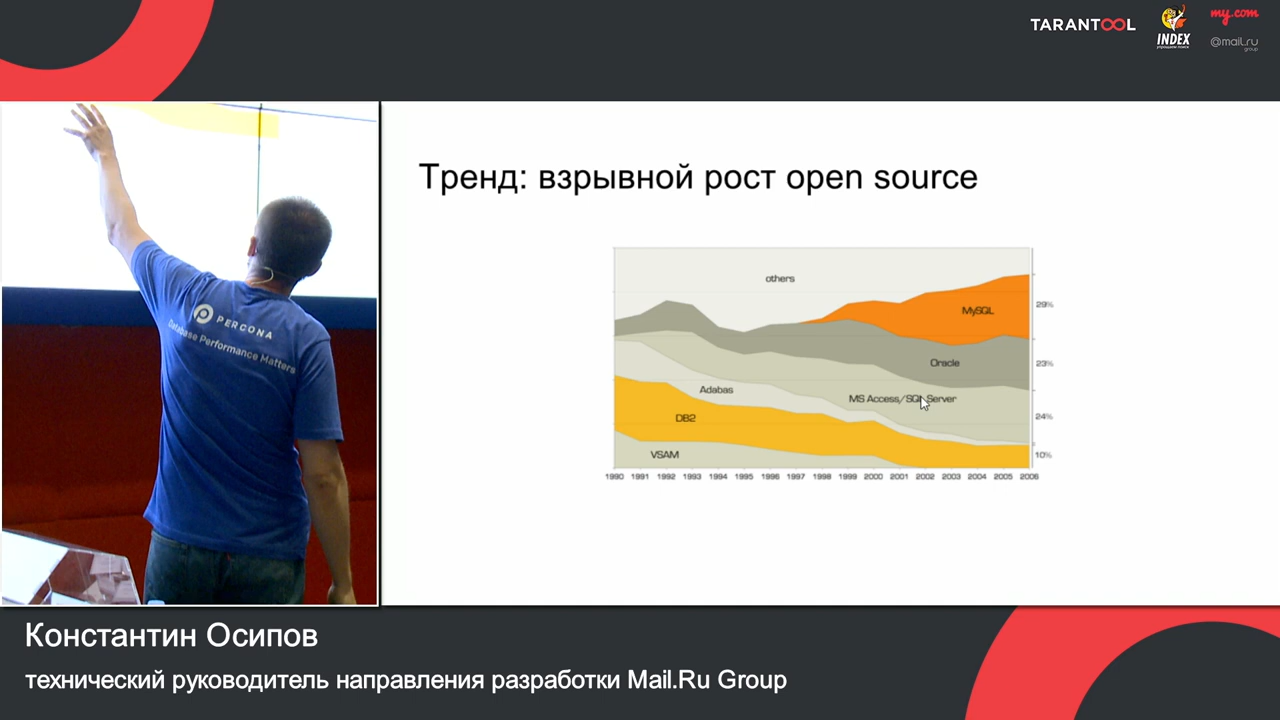 TARANTOOL
INDEX
my.com
@mail.ru
group
PERCONA
Database Performance Matters
Тренд: взрывной рост open source
others
MySQL
29%
Oracle
23%
Adabas
MS Access/SQL Server
24%
DB2
VSAM
10%
1990 1991 1992 1993 1994 1995 1996 1997 1998 1999 2000 2001 2002 2003 2004 2005 2006
Константин Осипов
технический руководитель направления разработки Mail.Ru Group